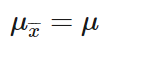 μ_x̄ = μ